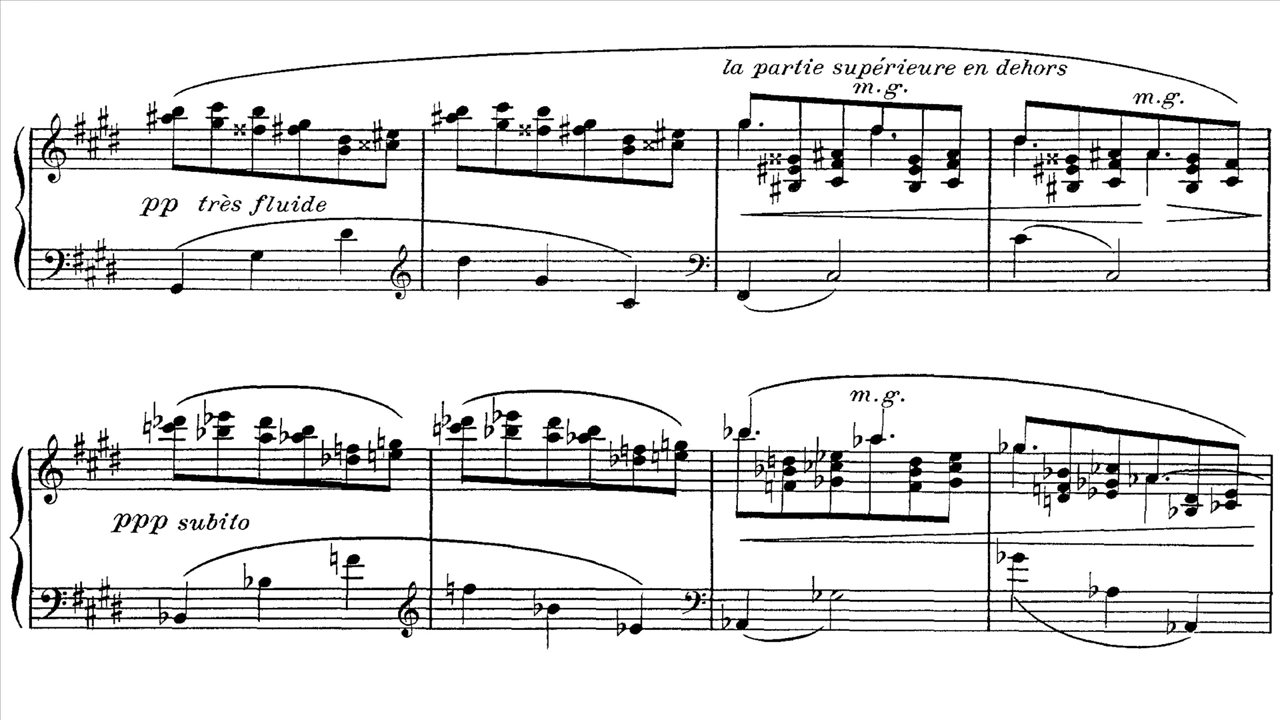 la partie supérieure en dehors
m.g.
m.g.
pp très fluide
m.g.
ppp subito